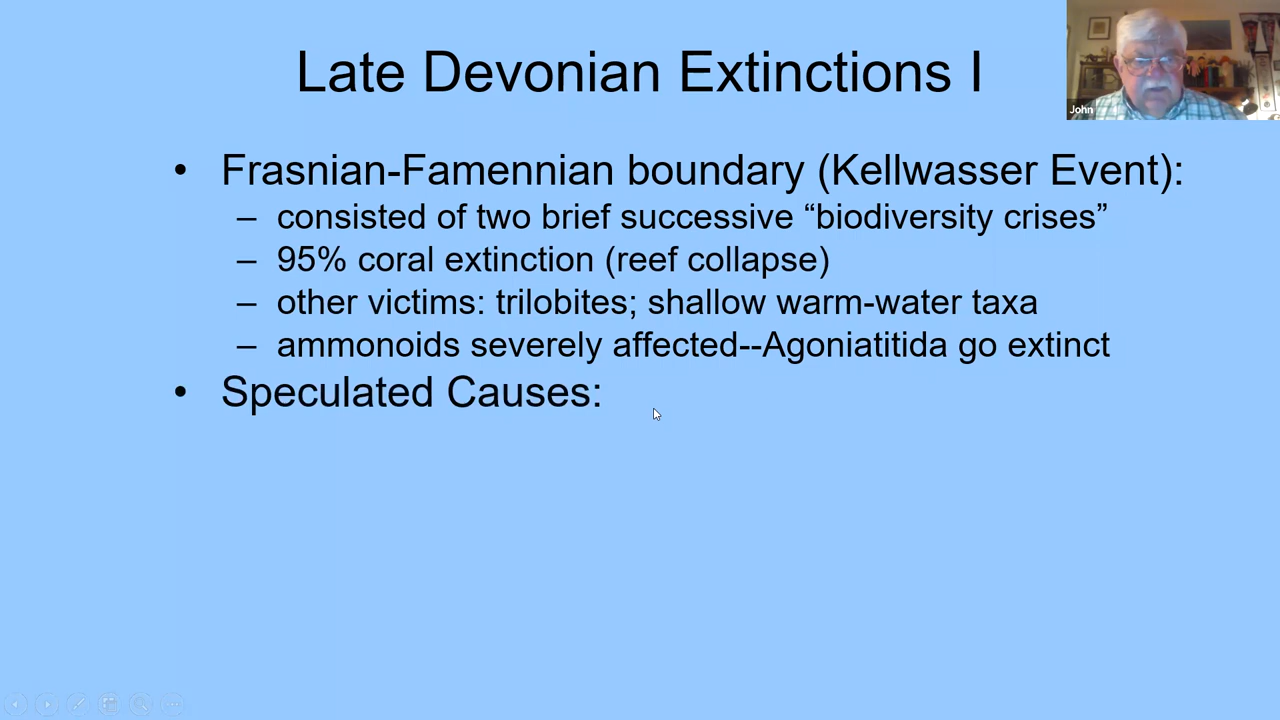 Late Devonian Extinctions I
John
• Frasnian-Famennian boundary (Kellwasser Event):
– consisted of two brief successive “biodiversity crises”
– 95% coral extinction (reef collapse)
– other victims: trilobites; shallow warm-water taxa
– ammonoids severely affected--Agoniatitida go extinct
• Speculated Causes: